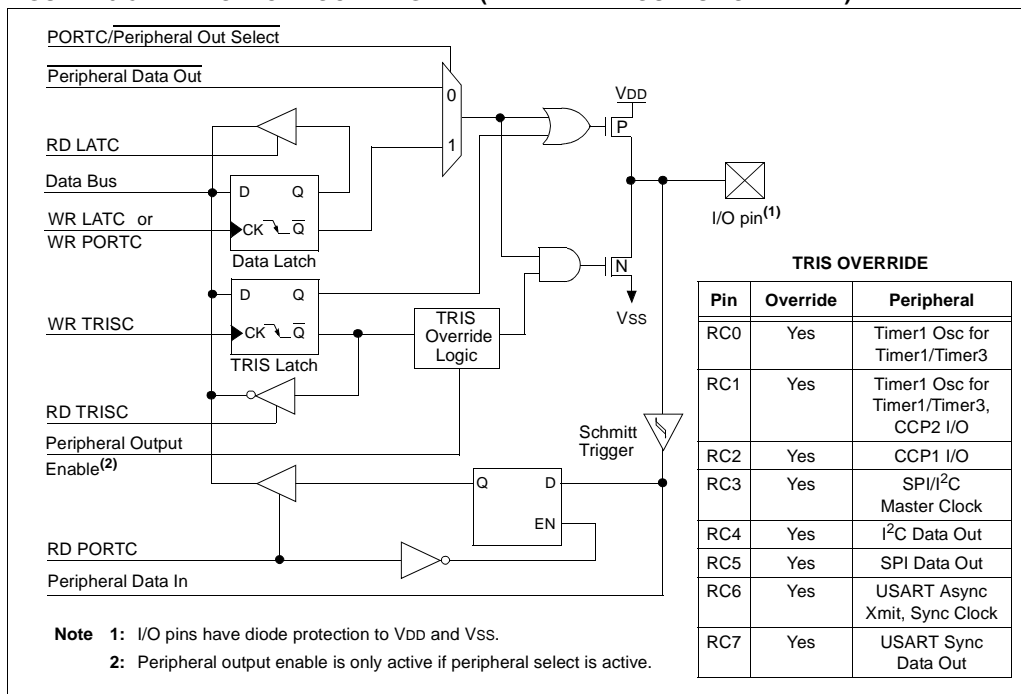 PORTC/Peripheral Out Select
Peripheral Data Out
0
1
VDD
P
RD LATC
Data Bus
D Q
WR LATC or
WR PORTC
CK Q
Data Latch
I/O pin(1)
N
VSS
D Q
WR TRISC
CK Q
TRIS Latch
TRIS
Override
Logic
RD TRISC
Peripheral Output
Enable(2)
Schmitt
Trigger
Q D
EN
RD PORTC
Peripheral Data In
TRIS OVERRIDE
Pin Override Peripheral
RC0 Yes Timer1 Osc for
Timer1/Timer3
RC1 Yes Timer1 Osc for
Timer1/Timer3,
CCP2 I/O
RC2 Yes CCP1 I/O
RC3 Yes SPI/I2C
Master Clock
RC4 Yes I2C Data Out
RC5 Yes SPI Data Out
RC6 Yes USART Async
Xmit, Sync Clock
RC7 Yes USART Sync
Data Out
Note 1: I/O pins have diode protection to VDD and VSS.
2: Peripheral output enable is only active if peripheral select is active.